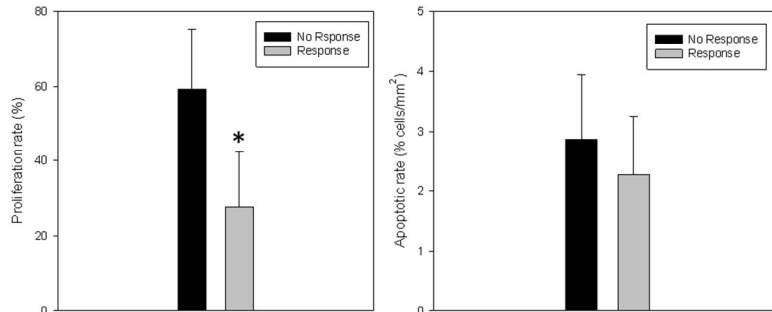 80
60
40
20
0
Proliferation rate (%)
No Rsponse
Response
*
5
4
3
2
1
0
Apoptotic rate (% cells/mm²)
No Response
Response